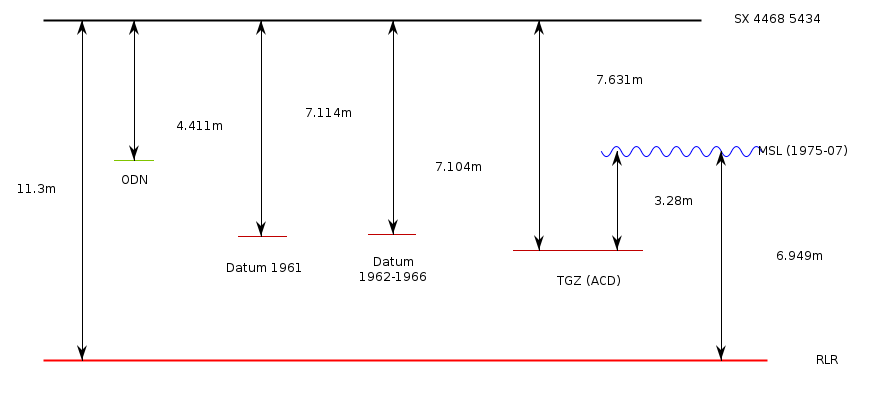 SX 4468 5434
7.631m
7.114m
4.411m
MSL (1975-07)
7.104m
ODN
11.3m
3.28m
6.949m
Datum 1961
Datum
1962-1966
TGZ (ACD)
RLR